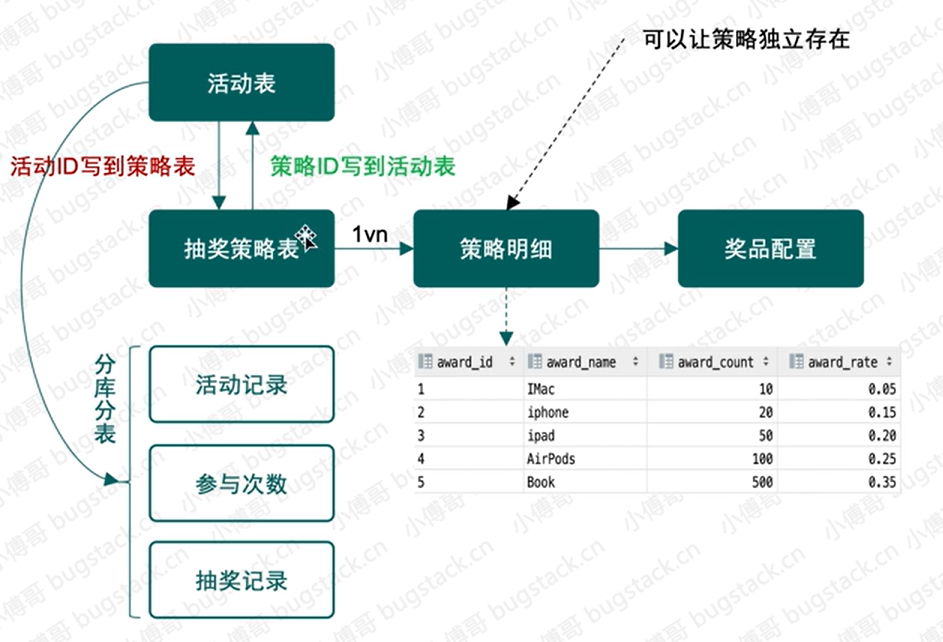 可以让策略独立存在
活动表
活动ID写到策略表
策略ID写到活动表
抽奖策略表
1vn
策略明细
奖品配置
分库分表
活动记录
参与次数
抽奖记录
award_id award_name award_count award_rate
1 IMac 10 0.05
2 iphone 20 0.15
3 ipad 50 0.20
4 AirPods 100 0.25
5 Book 500 0.35
小傅哥 bugstack.cn